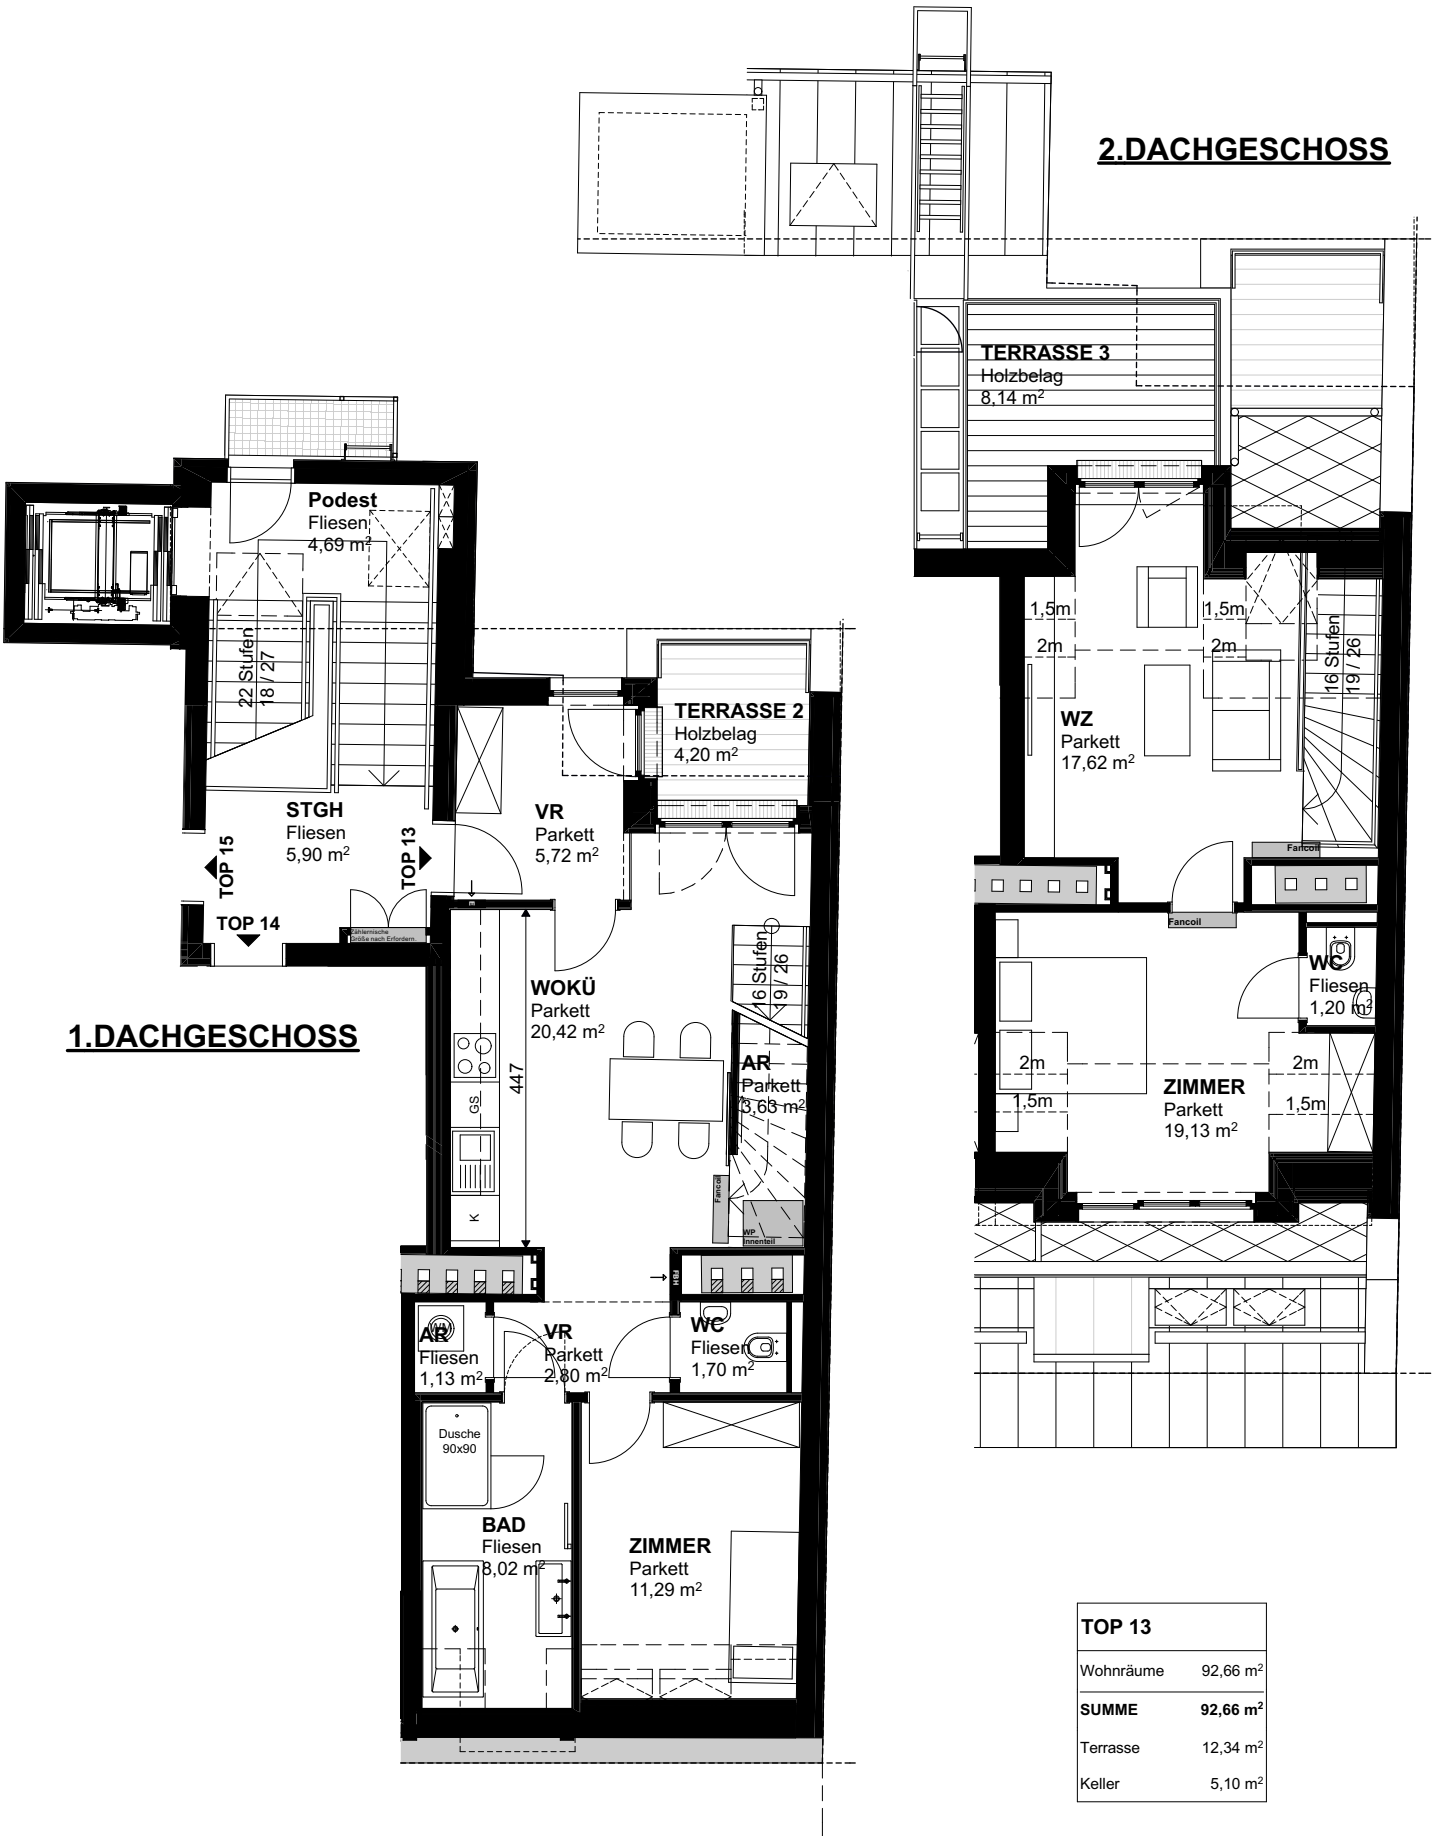 2.DACHGESCHOSS
TERRASSE 3
Holzbelag
8,14 m²
Podest
Fliesen
4,69 m²
22 Stufen
18 / 27
STGH
Fliesen
5,90 m²
TOP 15
TOP 13
TOP 14
Zählernische
Größe nach Erfordern.
VR
Parkett
5,72 m²
TERRASSE 2
Holzbelag
4,20 m²
1.DACHGESCHOSS
E
WOKÜ
Parkett
20,42 m²
447
GS
K
16 Stufen
19 / 26
AR
Parkett
3,63 m²
Fancoil
WP
Innenteil
FBH
AR
WM
Fliesen
1,13 m²
VR
Parkett
2,80 m²
WC
Fliesen
1,70 m²
Dusche
90x90
BAD
Fliesen
8,02 m²
ZIMMER
Parkett
11,29 m²
1,5m
2m
1,5m
2m
16 Stufen
19 / 26
WZ
Parkett
17,62 m²
Fancoil
Fancoil
WC
Fliesen
1,20 m²
2m
1,5m
2m
1,5m
ZIMMER
Parkett
19,13 m²
TOP 13
Wohnräume 92,66 m²
SUMME 92,66 m²
Terrasse 12,34 m²
Keller 5,10 m²